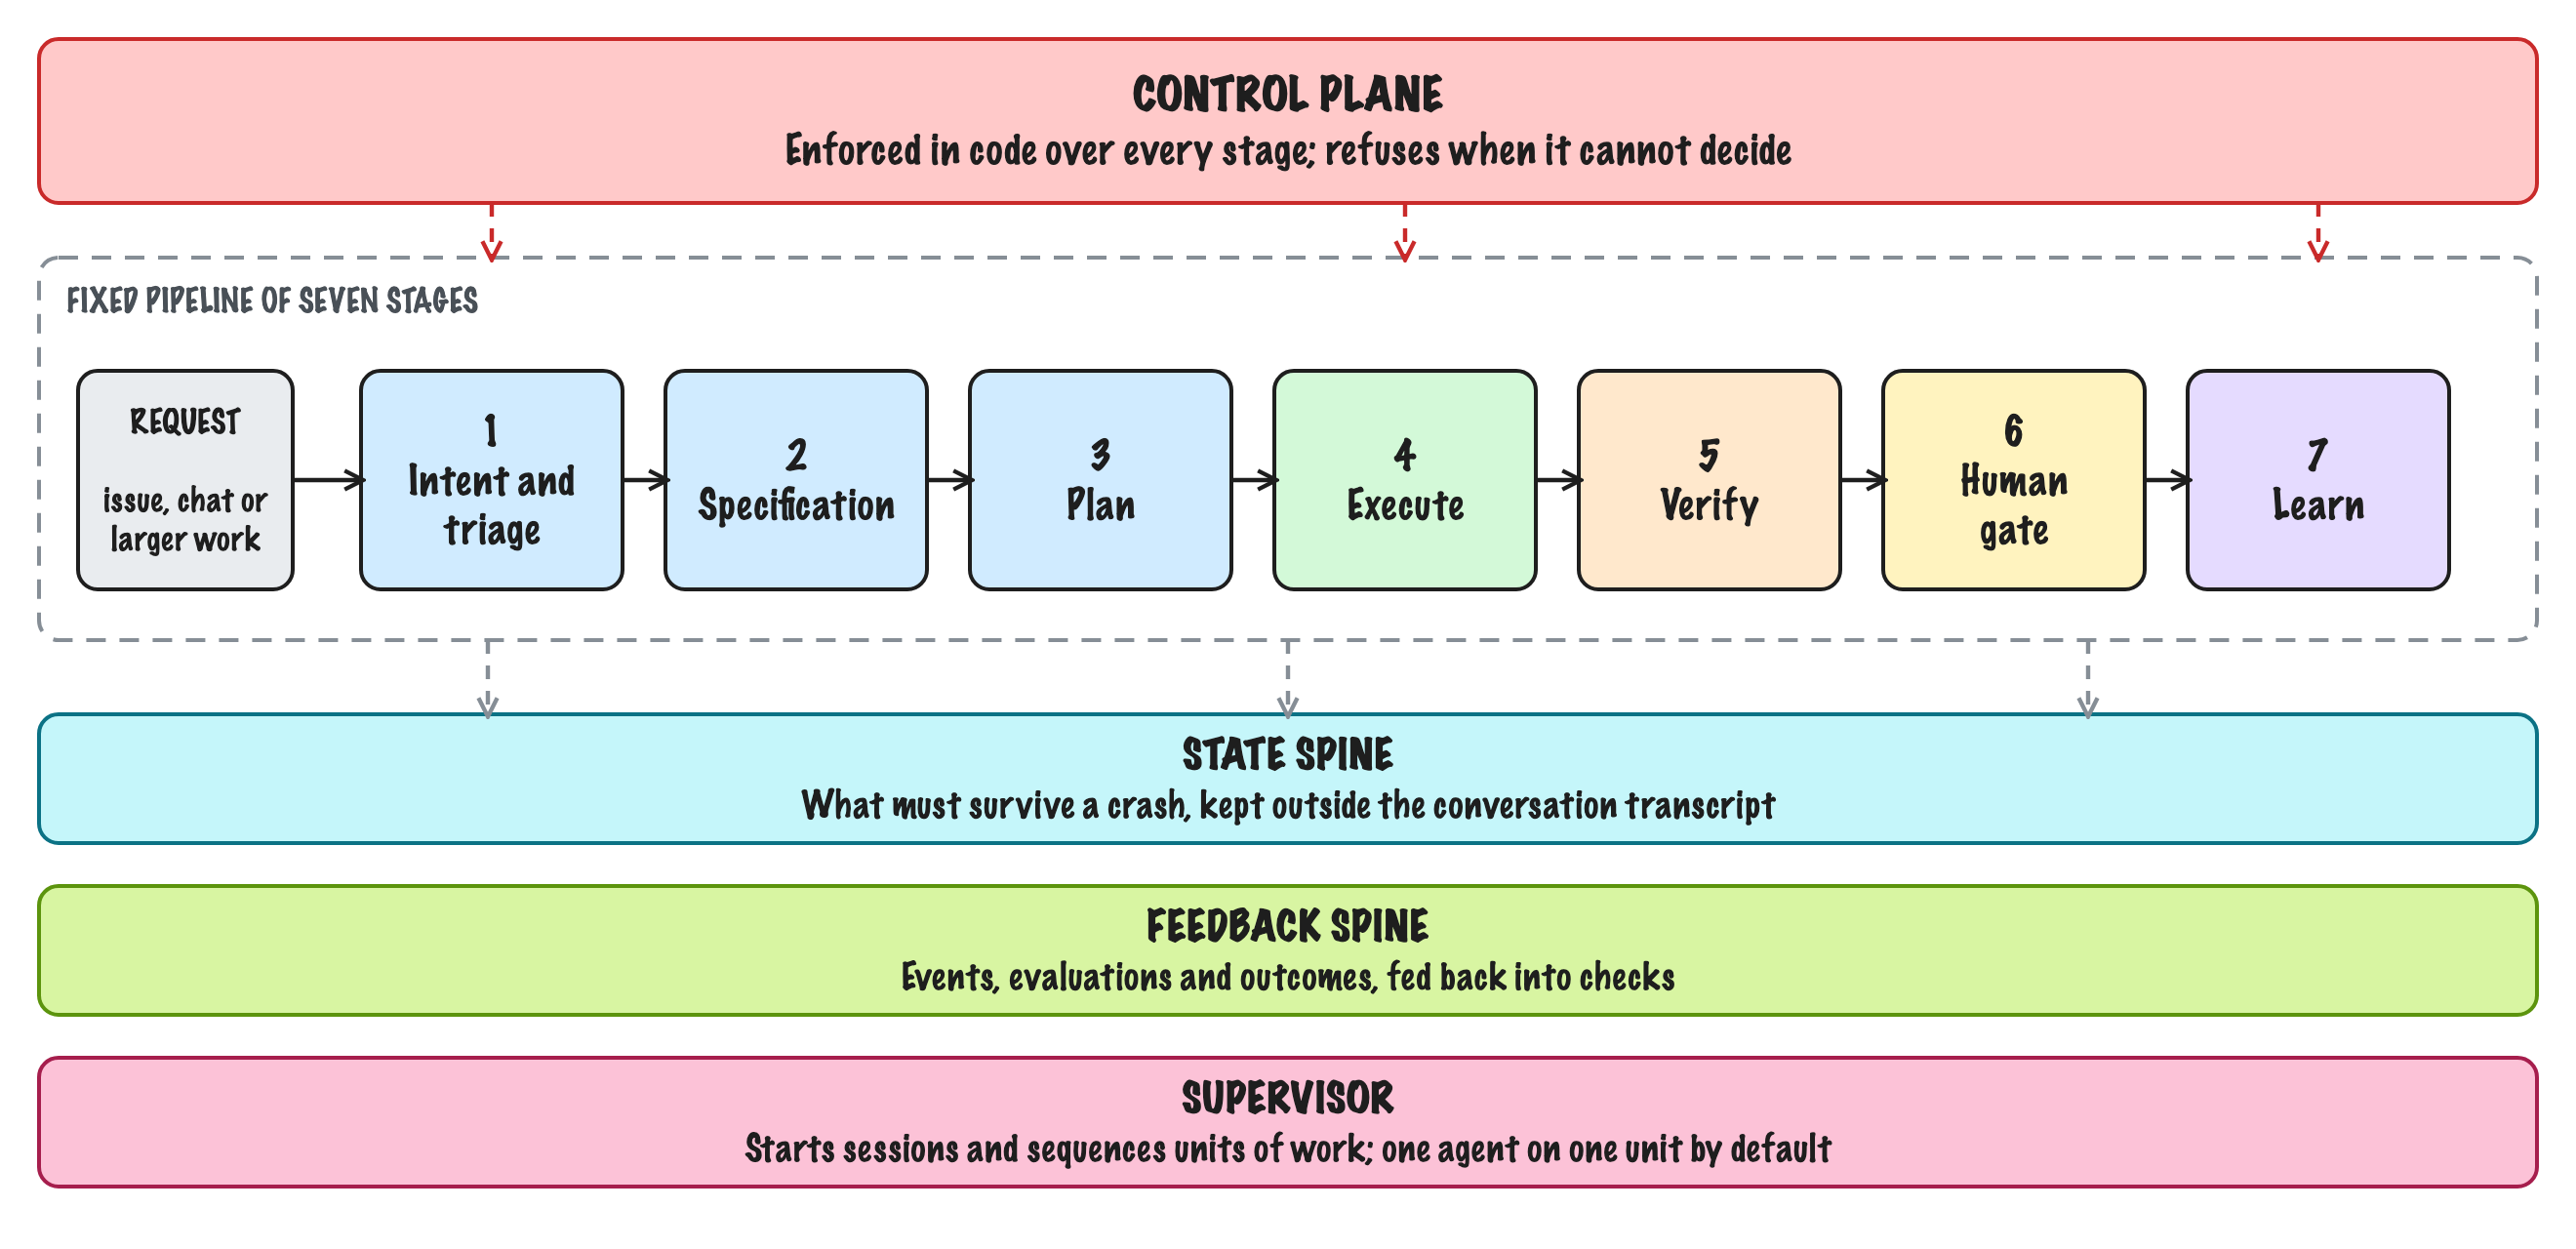 CONTROL PLANE
Enforced in code over every stage; refuses when it cannot decide
FIXED PIPELINE OF SEVEN STAGES
REQUEST
issue, chat or
larger work
1
Intent and
triage
2
Specification
3
Plan
4
Execute
5
Verify
6
Human
gate
7
Learn
STATE SPINE
What must survive a crash, kept outside the conversation transcript
FEEDBACK SPINE
Events, evaluations and outcomes, fed back into checks
SUPERVISOR
Starts sessions and sequences units of work; one agent on one unit by default